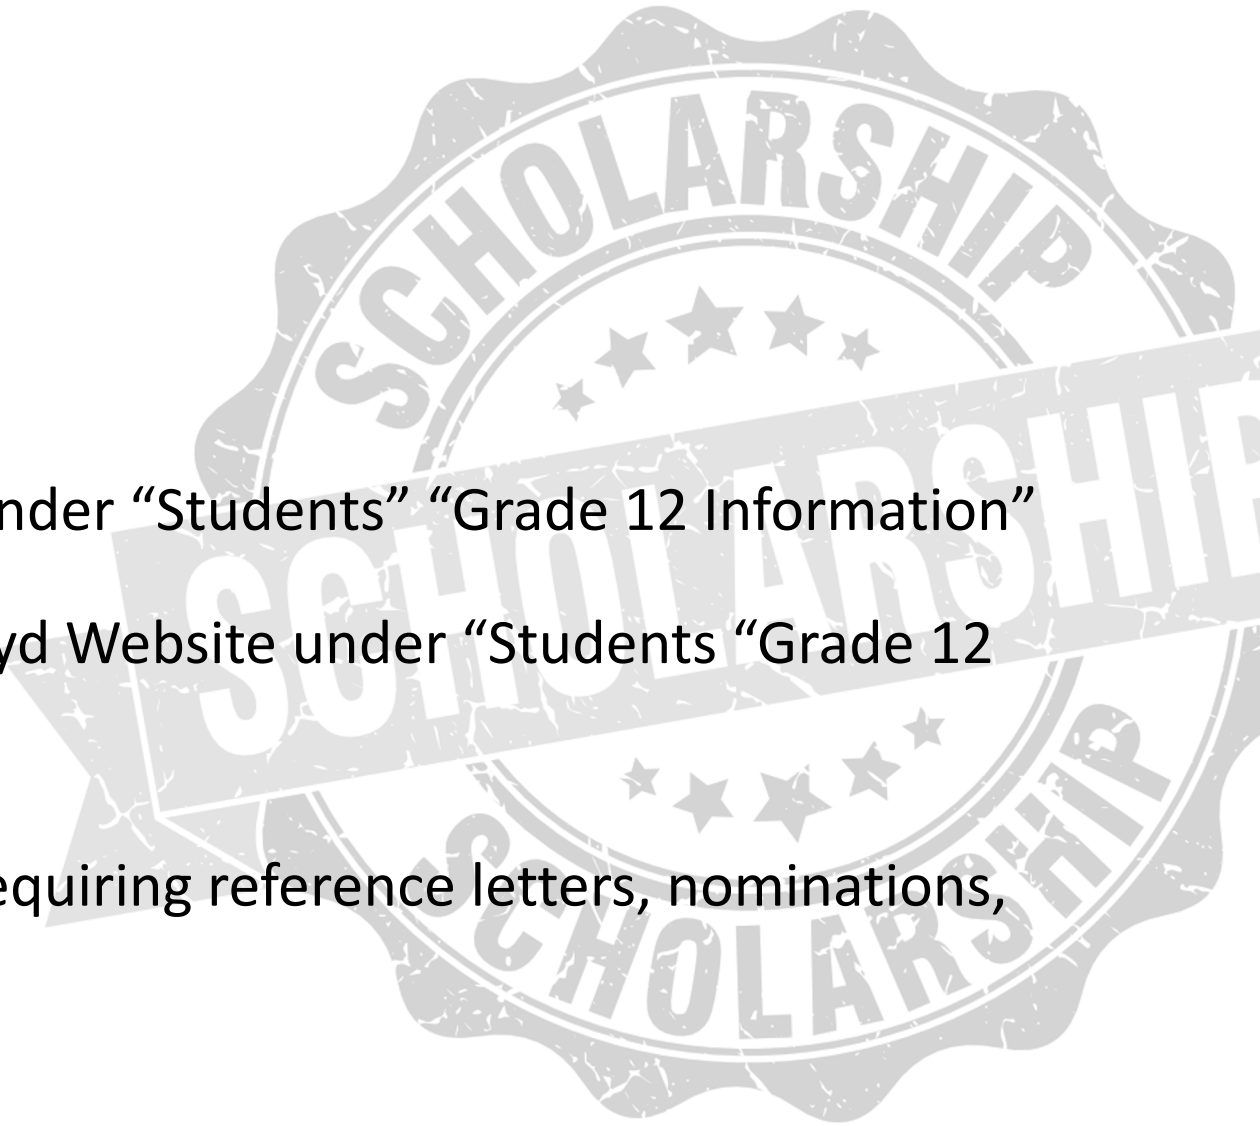 SCHOLARSHIP
nder “Students” “Grade 12 Information”
SCHOLARSHIP
yd Website under “Students “Grade 12
equiring reference letters, nominations,
SCHOLARSHIP